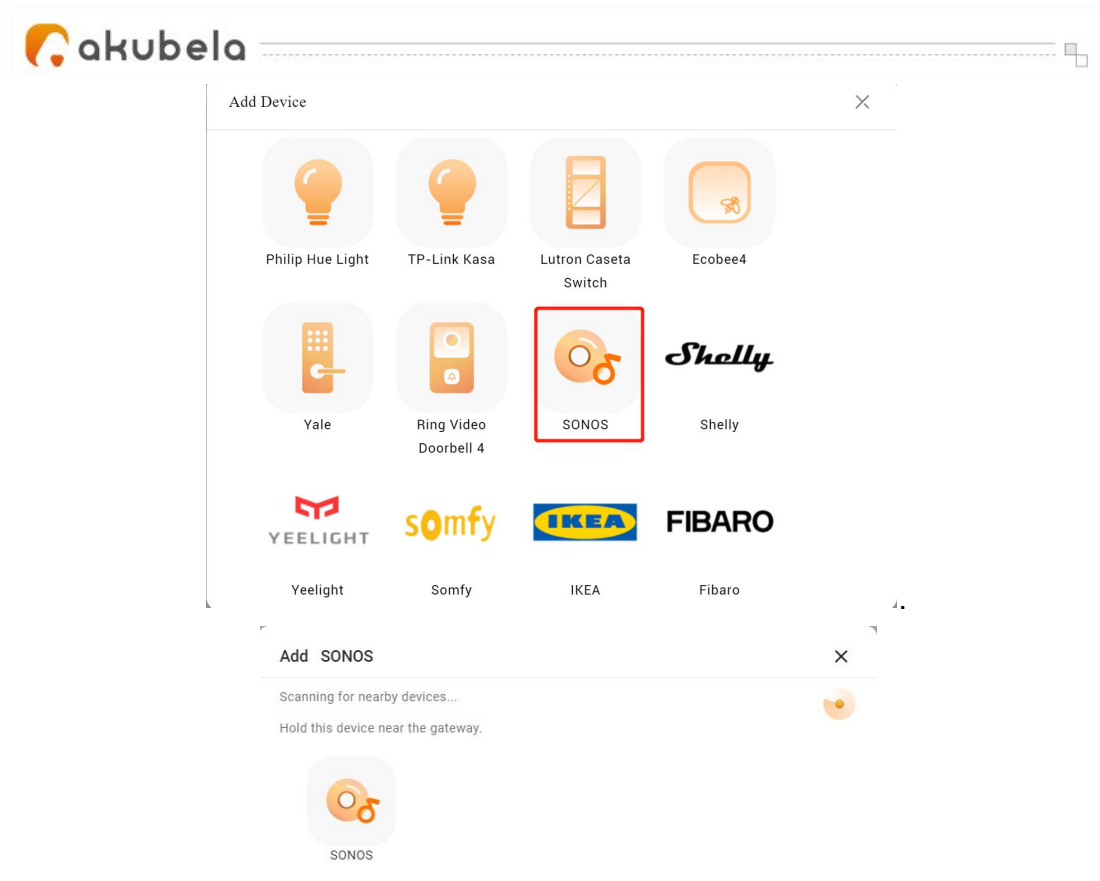 akubela
Add Device
Philip Hue Light
TP-Link Kasa
Lutron Caseta
Switch
Ecobee4
Yale
Ring Video
Doorbell 4
SONOS
Shelly
Shelly
YEELIGHT
somfy
IKEA
FIBARO
Yeelight
Somfy
IKEA
Fibaro
.
Add SONOS
Scanning for nearby devices...
Hold this device near the gateway.
SONOS